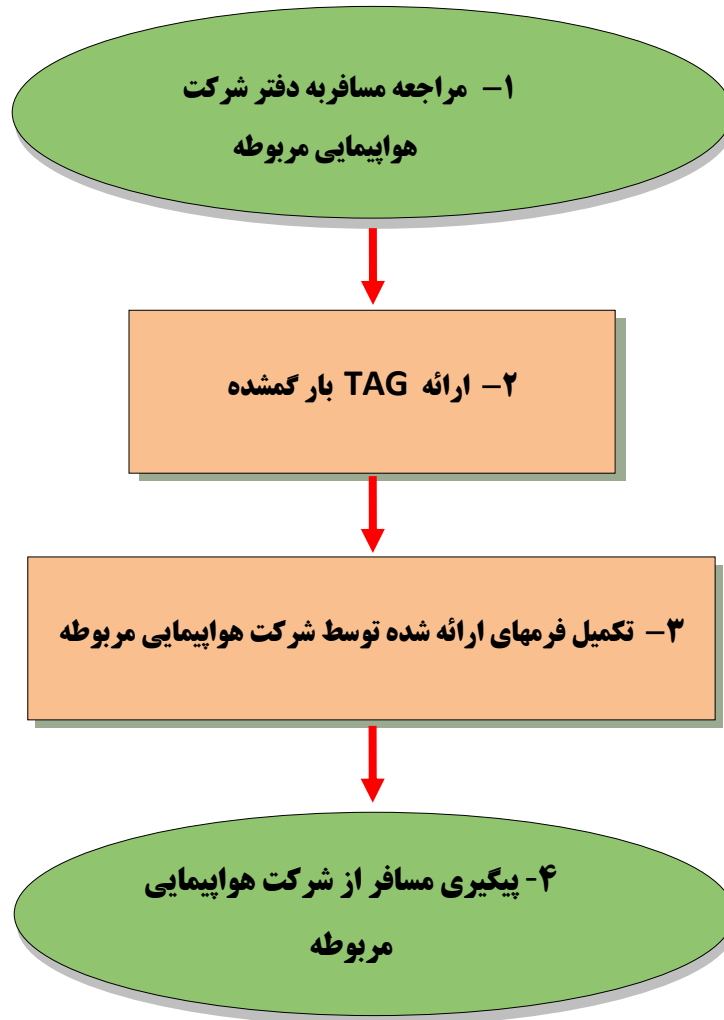 ۱– مراجعه مسافربه دفتر شرکت
هواپیمایی مربوطه
۲– ارائه TAG بار گمشده
۳– تکمیل فرمهای ارائه شده توسط شرکت هواپیمایی مربوطه
۴- پیگیری مسافر از شرکت هواپیمایی
مربوطه